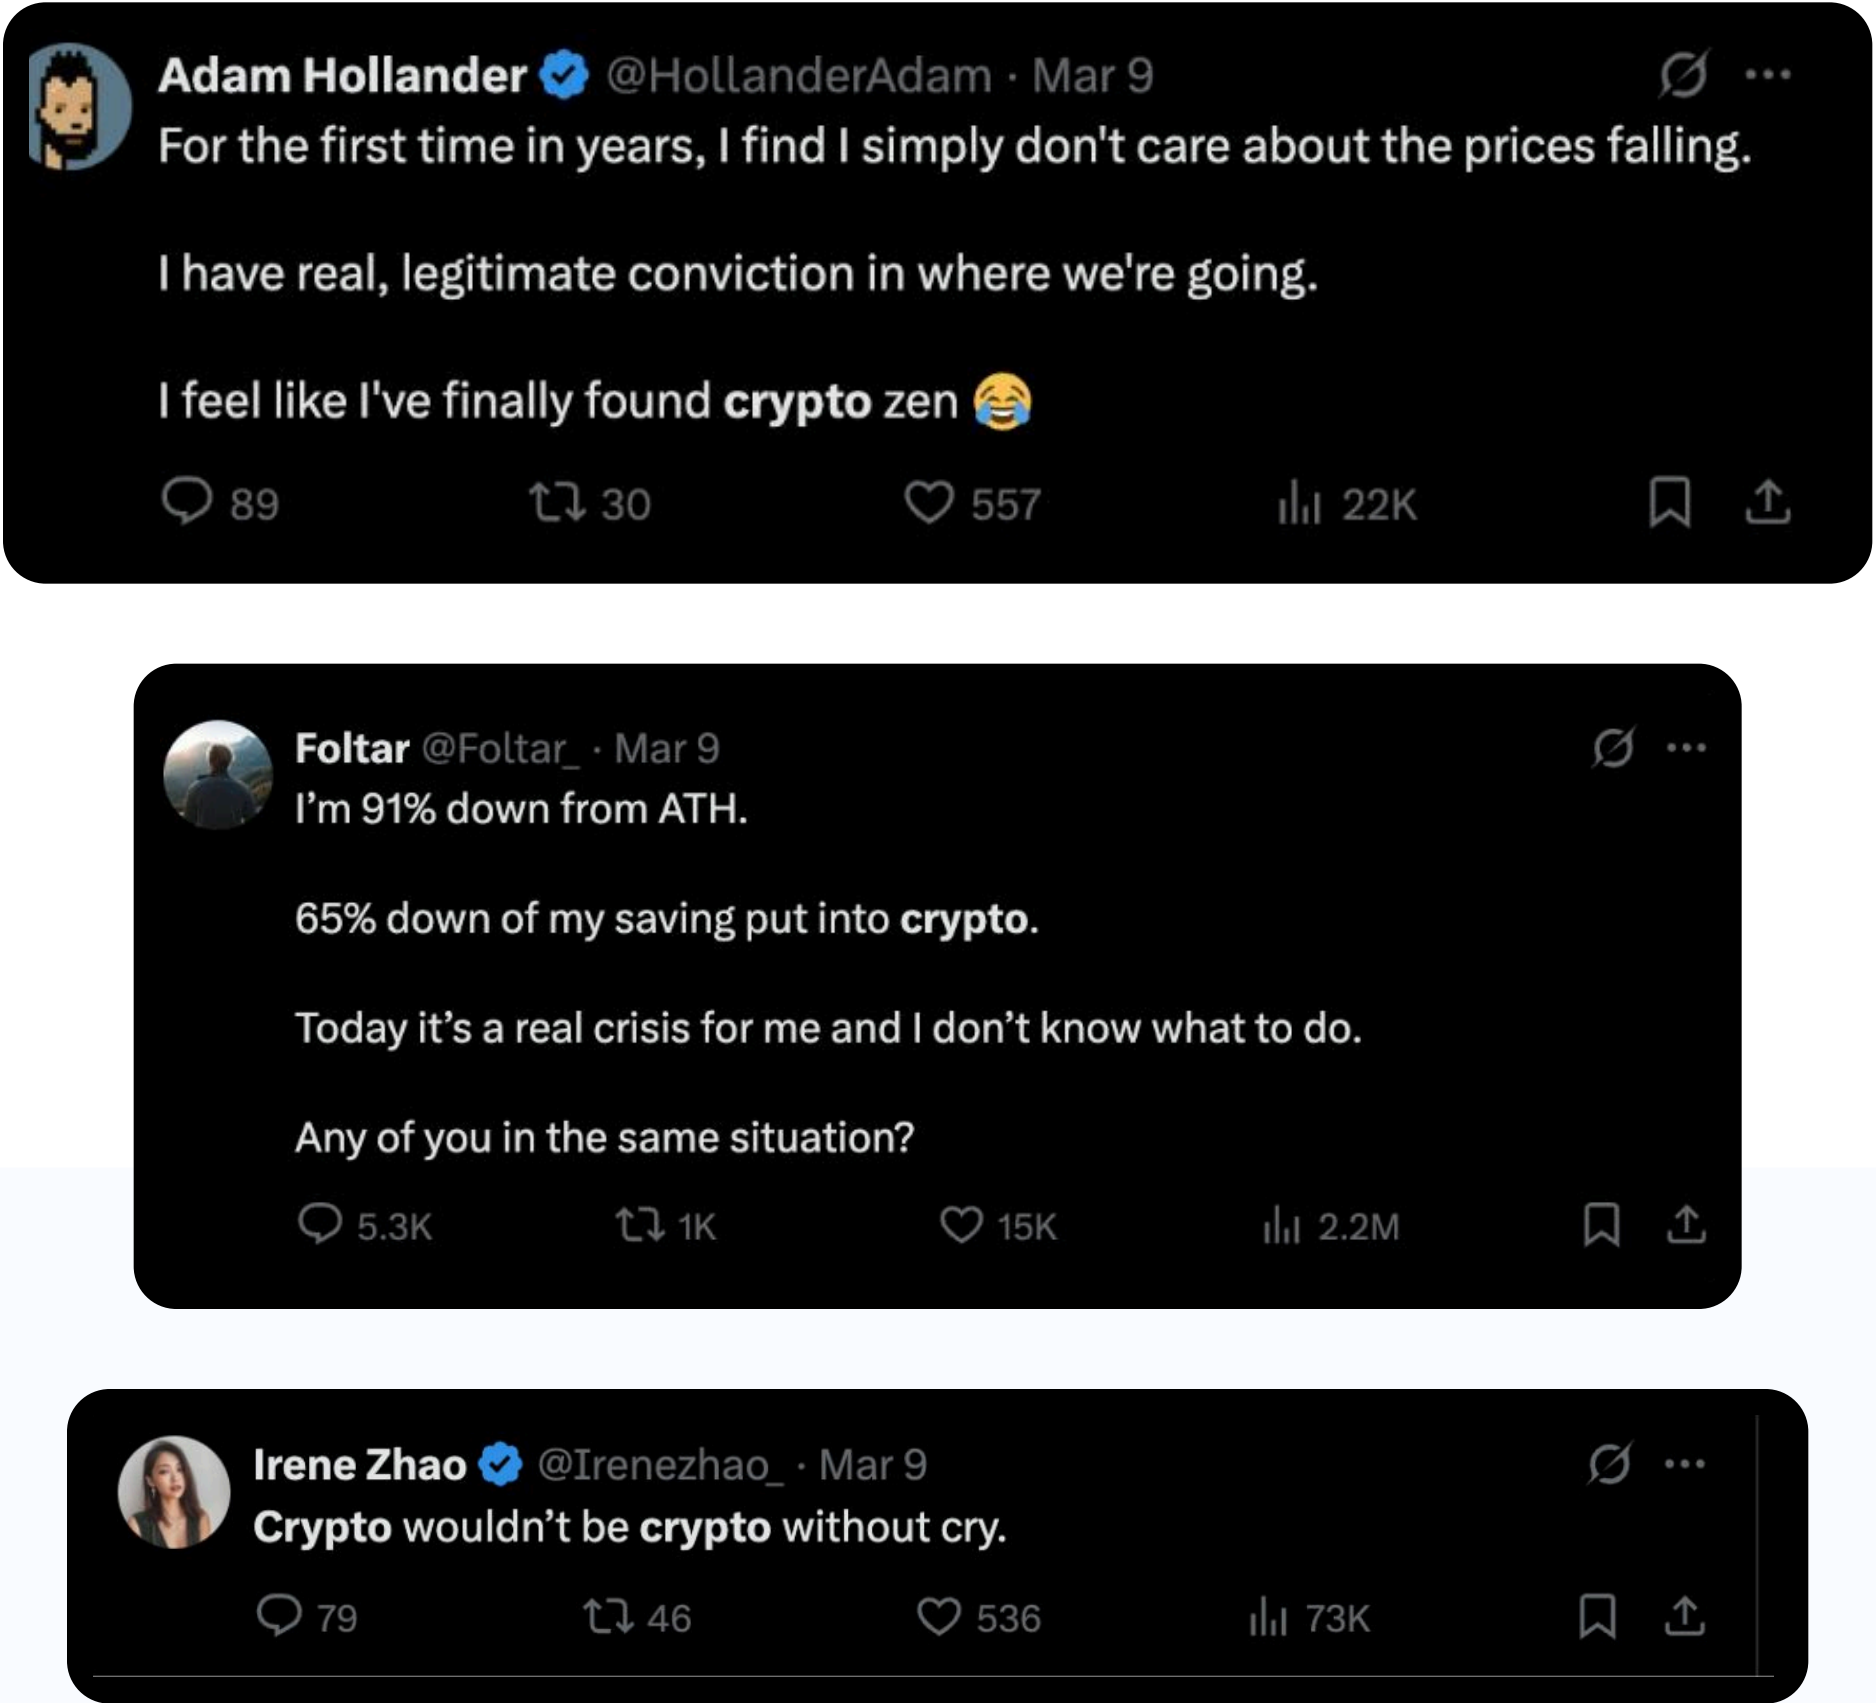 Adam Hollander @HollanderAdam · Mar 9
For the first time in years, I find I simply don't care about the prices falling.
I have real, legitimate conviction in where we're going.
I feel like I've finally found crypto zen 😂
89 30 557 22K
Foltar @Foltar_ · Mar 9
I’m 91% down from ATH.
65% down of my saving put into crypto.
Today it’s a real crisis for me and I don’t know what to do.
Any of you in the same situation?
5.3K 1K 15K 2.2M
Irene Zhao @Irenezhao_ · Mar 9
Crypto wouldn’t be crypto without cry.
79 46 536 73K